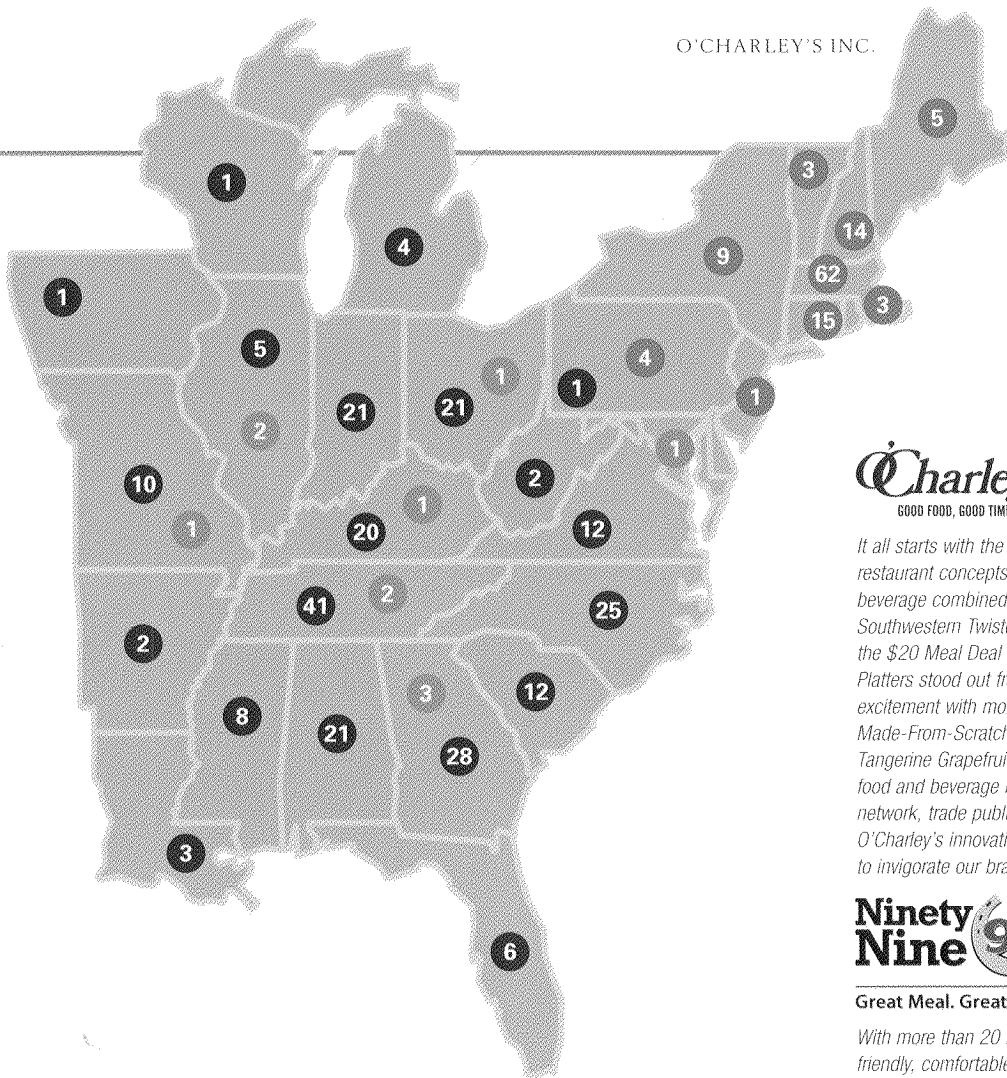 O'CHARLEY'S INC.
5
3
1
14
4
9
62
1
3
15
5
4
1
1
1
21
21
1
2
1
2
10
1
20
12
1
41
2
25
2
3
12
8
21
28
3
6
O'Charle
GOOD FOOD, GOOD TIM
It all starts with the
restaurant concepts
beverage combined
Southwestern Twist
the $20 Meal Deal
Platters stood out f
excitement with mo
Made-From-Scratch
Tangerine Grapefrui
food and beverage
network, trade publ
O'Charley's innovati
to invigorate our bra
Ninety
Nine 9
Great Meal. Great
With more than 20
friendly, comfortable